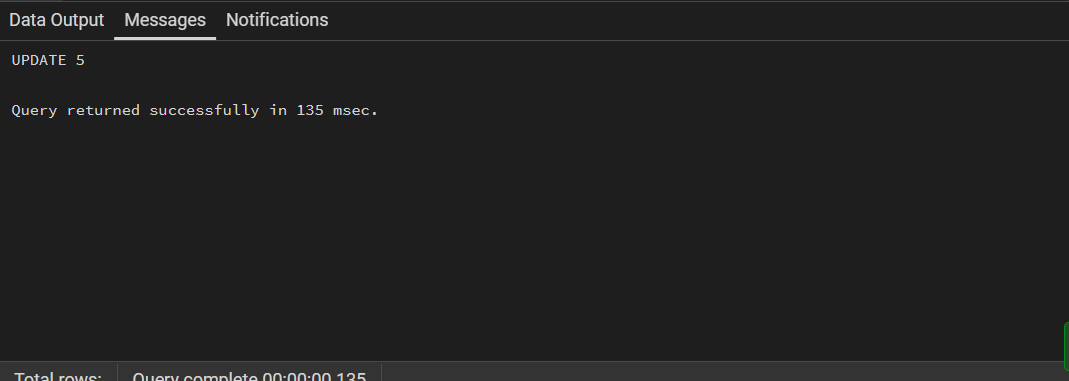 Data Output Messages Notifications
UPDATE 5
Query returned successfully in 135 msec.
Total rows: Query complete 00:00:00.135